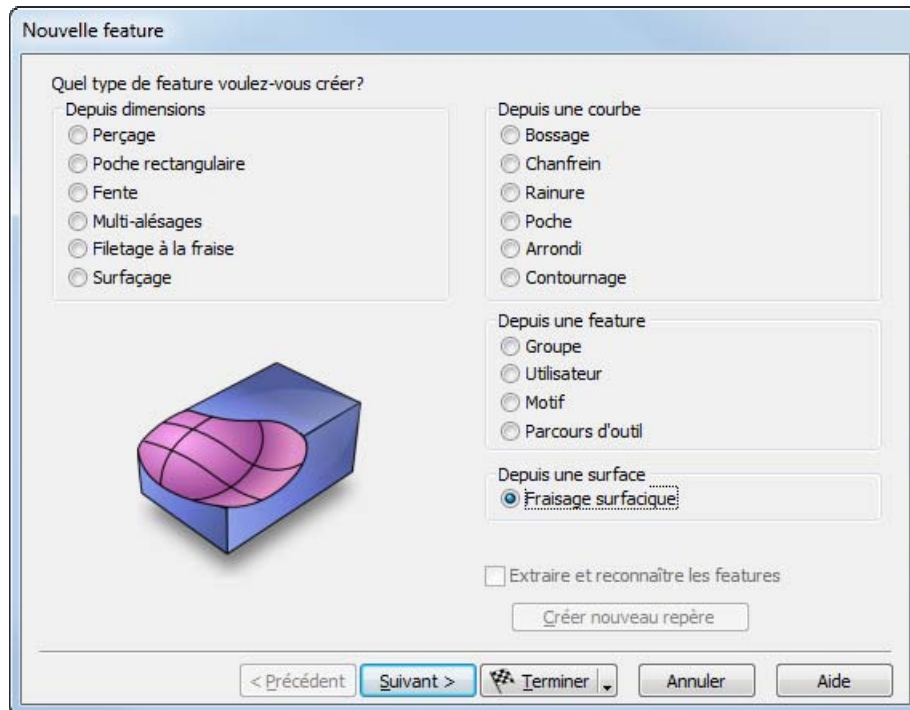 Nouvelle feature
Quel type de feature voulez-vous créer?
Depuis dimensions
Perçage
Poche rectangulaire
Fente
Multi-alésages
Filetage à la fraise
Surfaçage
Depuis une courbe
Bossage
Chanfrein
Rainure
Poche
Arrondi
Contournage
Depuis une feature
Groupe
Utilisateur
Motif
Parcours d'outil
Depuis une surface
Fraisage surfacique
Extraire et reconnaître les features
Créer nouveau repère
< Précédent
Suivant >
Terminer
Annuler
Aide